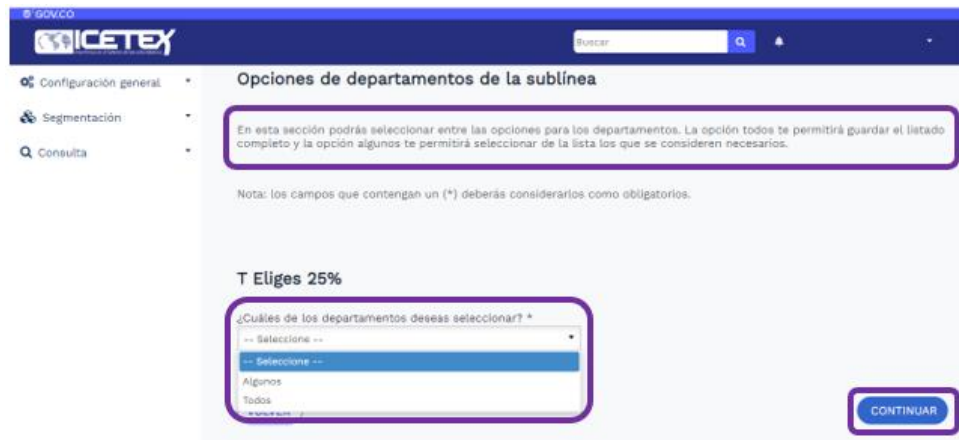 GOV.CO
ICETEX
Buscar
Configuración general
Segmentación
Consulta
Opciones de departamentos de la sublínea
En esta sección podrás seleccionar entre las opciones para los departamentos. La opción todos te permitirá guardar el listado
completo y la opción algunos te permitirá seleccionar de la lista los que se consideren necesarios.
Nota: los campos que contengan un (*) deberás considerarlos como obligatorios.
T Eliges 25%
¿Cuáles de los departamentos deseas seleccionar? *
-- Seleccione --
-- Seleccione --
Algunos
Todos
VOLVER
CONTINUAR